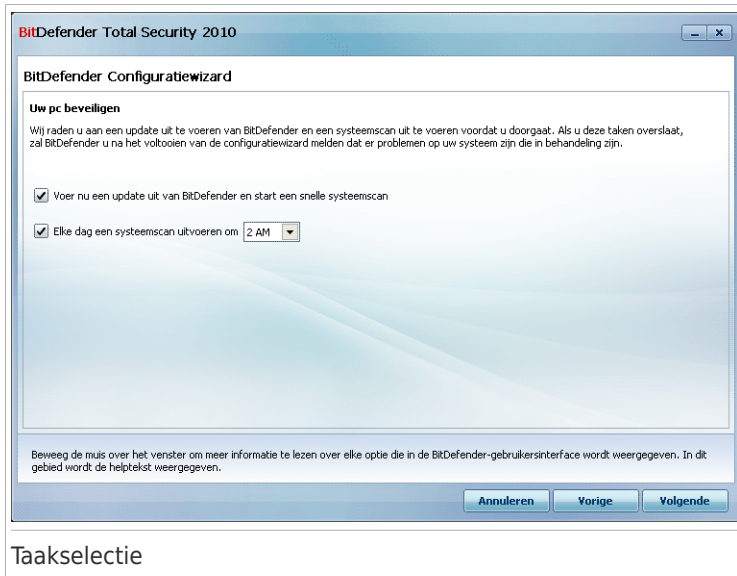 BitDefender Total Security 2010
BitDefender Configuratiewizard
Uw pc beveiligen
Wij raden u aan een update uit te voeren van BitDefender en een systeemscan uit te voeren voordat u doorgaat. Als u deze taken overslaat,
zal BitDefender u na het voltooien van de configuratiewizard melden dat er problemen op uw systeem zijn die in behandeling zijn.
Voer nu een update uit van BitDefender en start een snelle systeemscan
Elke dag een systeemscan uitvoeren om 2 AM
Beweeg de muis over het venster om meer informatie te lezen over elke optie die in de BitDefender-gebruikersinterface wordt weergegeven. In dit
gebied wordt de helptekst weergegeven.
Annuleren Vorige Volgende
Taakselectie